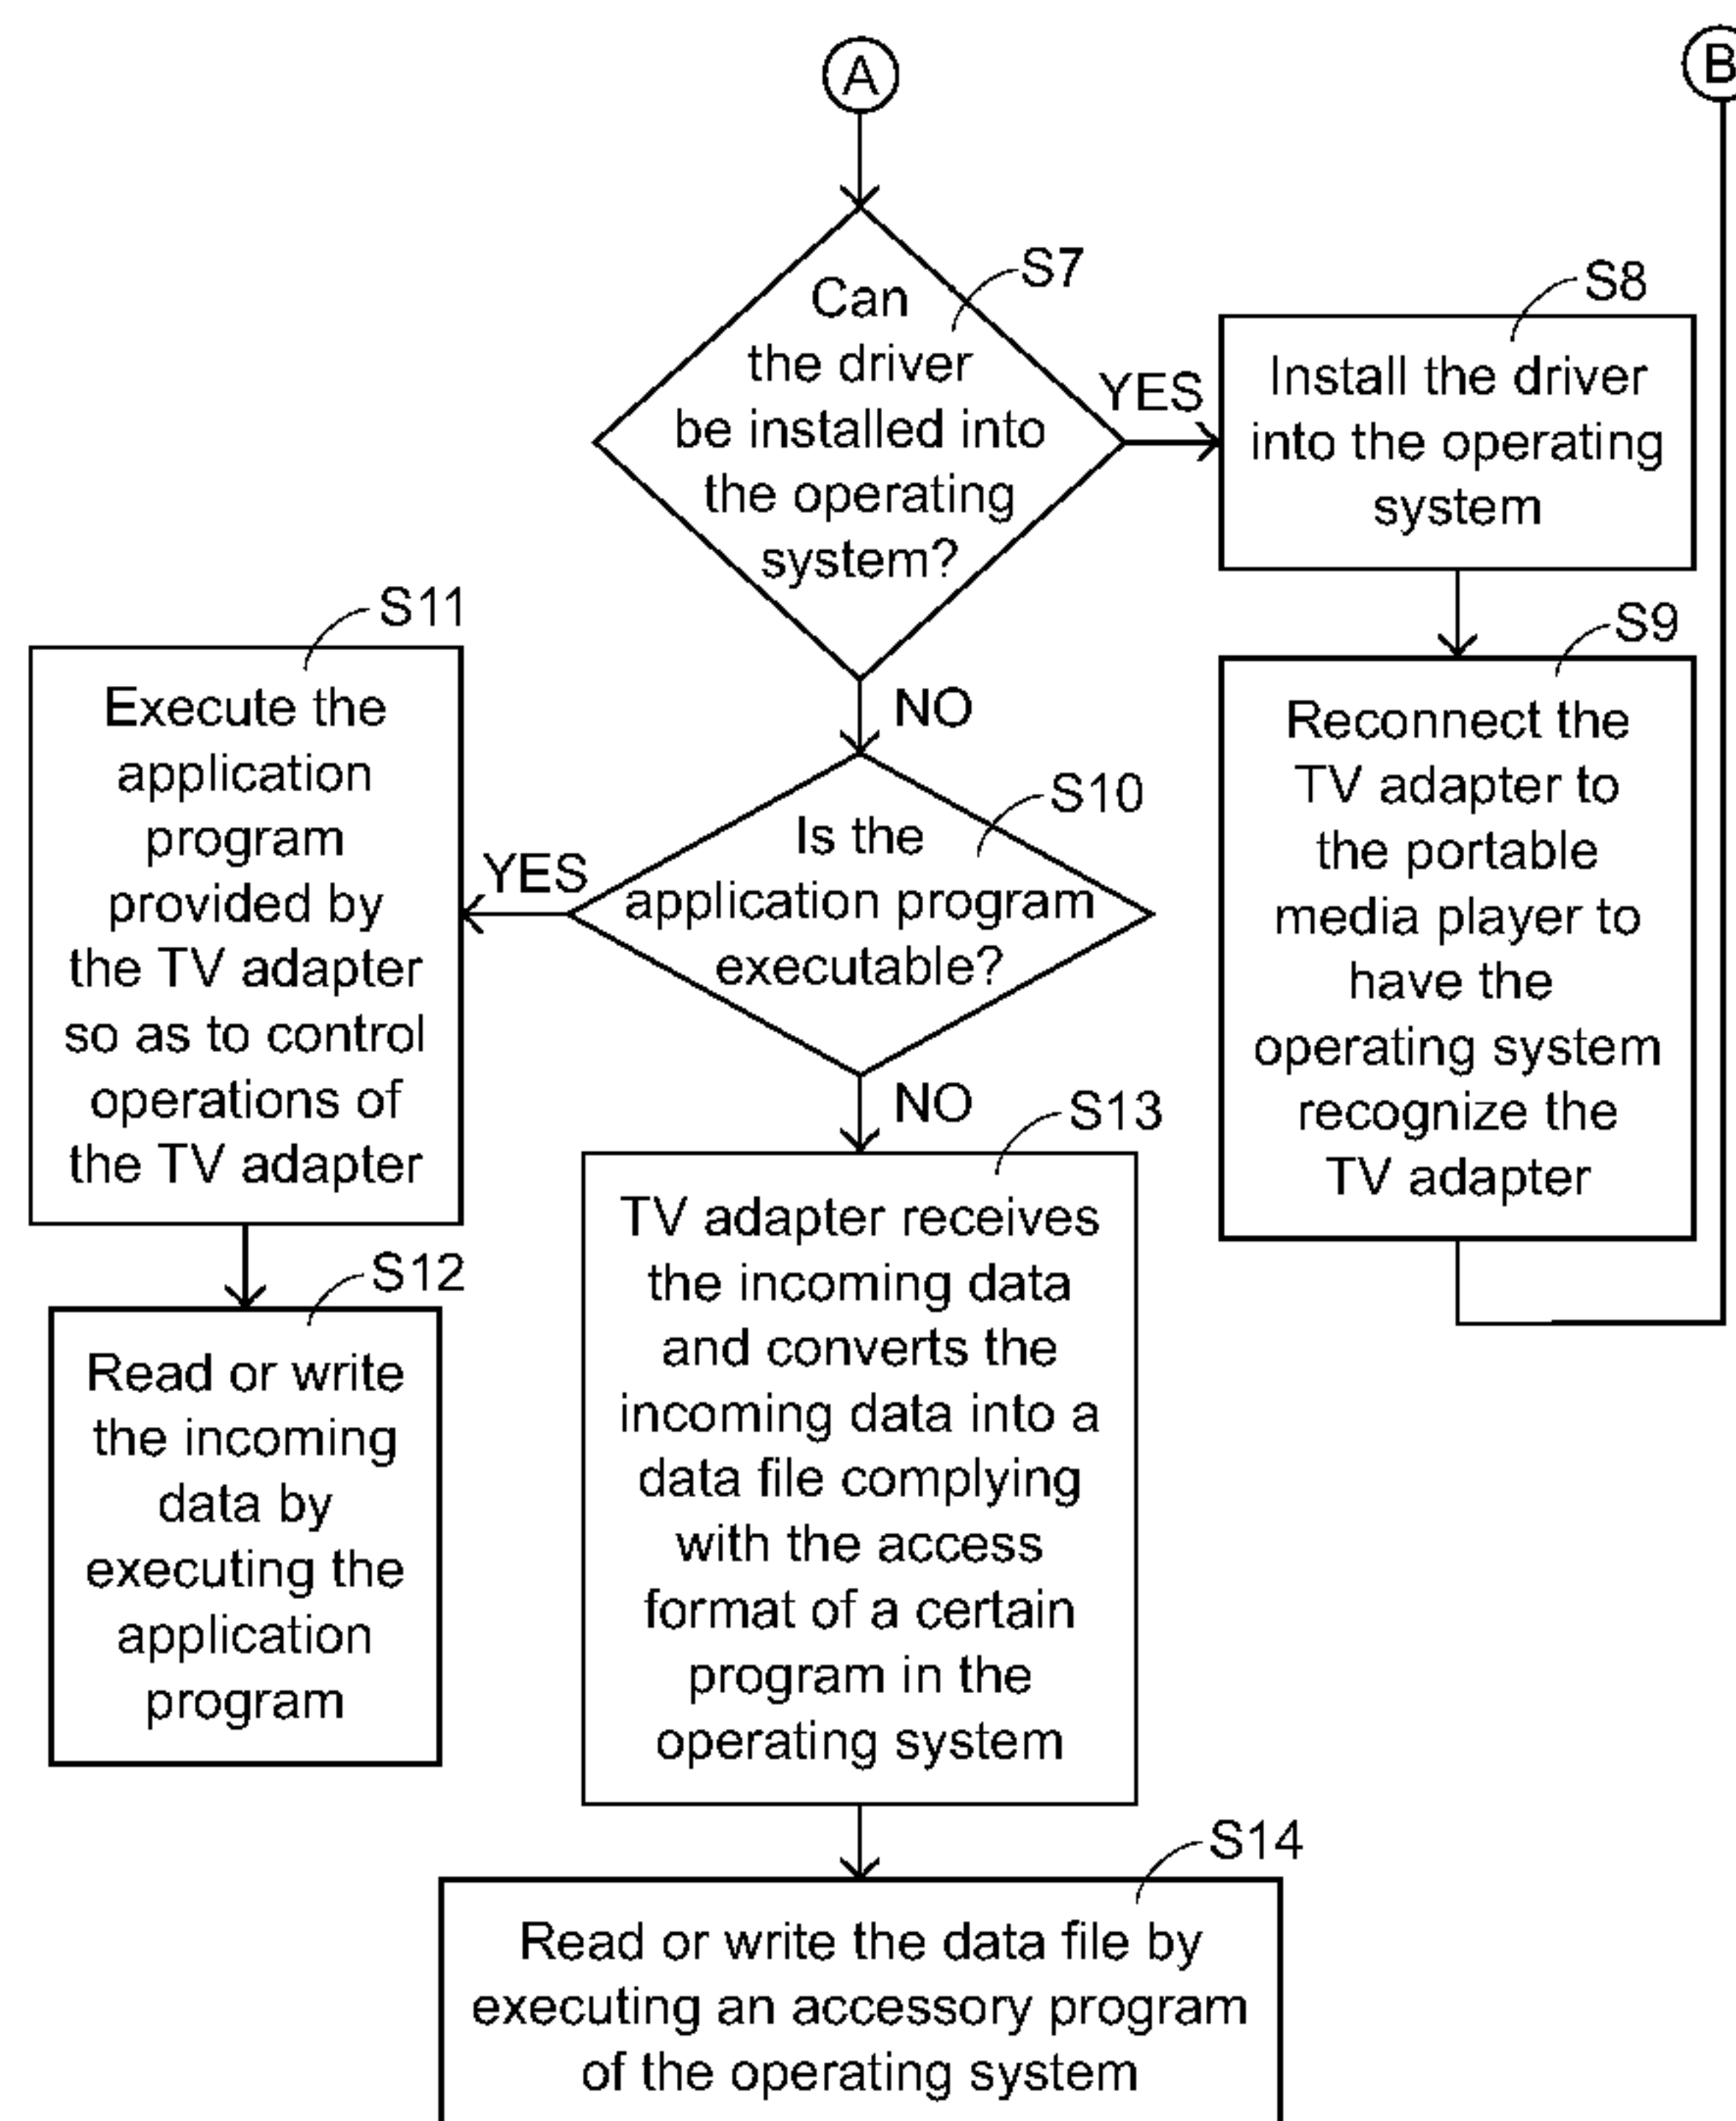 A
B
S7
Can
the driver
be installed into
the operating
system?
YES
S8
Install the driver
into the operating
system
S9
Reconnect the
TV adapter to
the portable
media player to
have the
operating system
recognize the
TV adapter
NO
S10
Is the
application program
executable?
YES
S11
Execute the
application
program
provided by
the TV adapter
so as to control
operations of
the TV adapter
S12
Read or write
the incoming
data by
executing the
application
program
NO
S13
TV adapter receives
the incoming data
and converts the
incoming data into a
data file complying
with the access
format of a certain
program in the
operating system
S14
Read or write the data file by
executing an accessory program
of the operating system